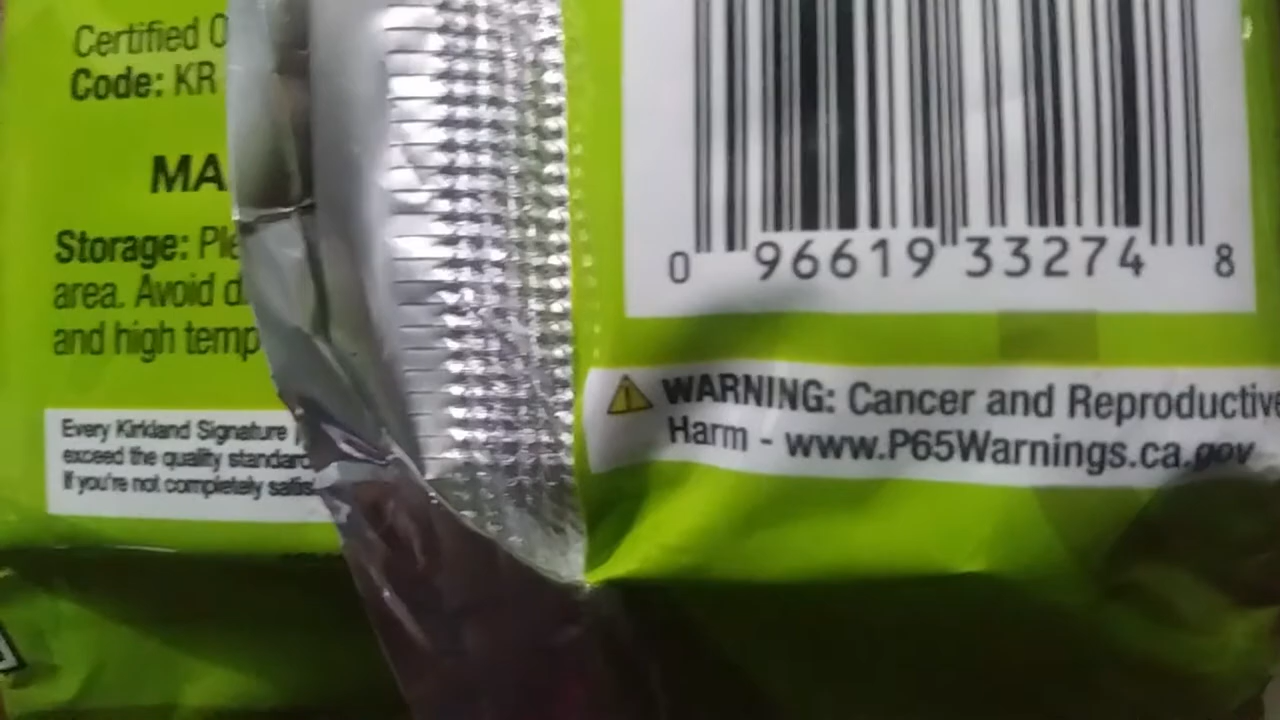 Certified O
Code: KR
MA
Storage: Ple
area. Avoid d
and high temp
Every Kirkland Signature
exceed the quality standard
If you're not completely satis
0 96619 33274 8
WARNING: Cancer and Reproductive
Harm - www.P65Warnings.ca.gov